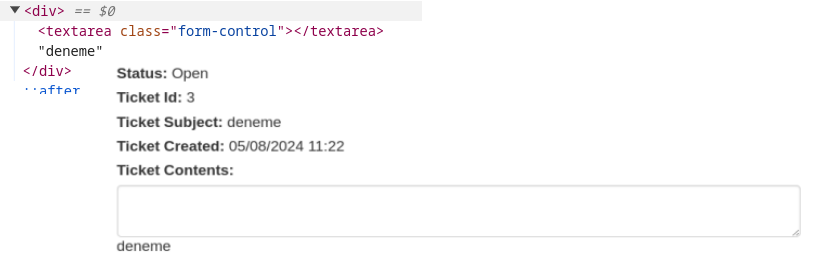 ▼<div> == $0
<textarea class="form-control"></textarea>
"deneme"
</div>
::after
Status: Open
Ticket Id: 3
Ticket Subject: deneme
Ticket Created: 05/08/2024 11:22
Ticket Contents:
deneme